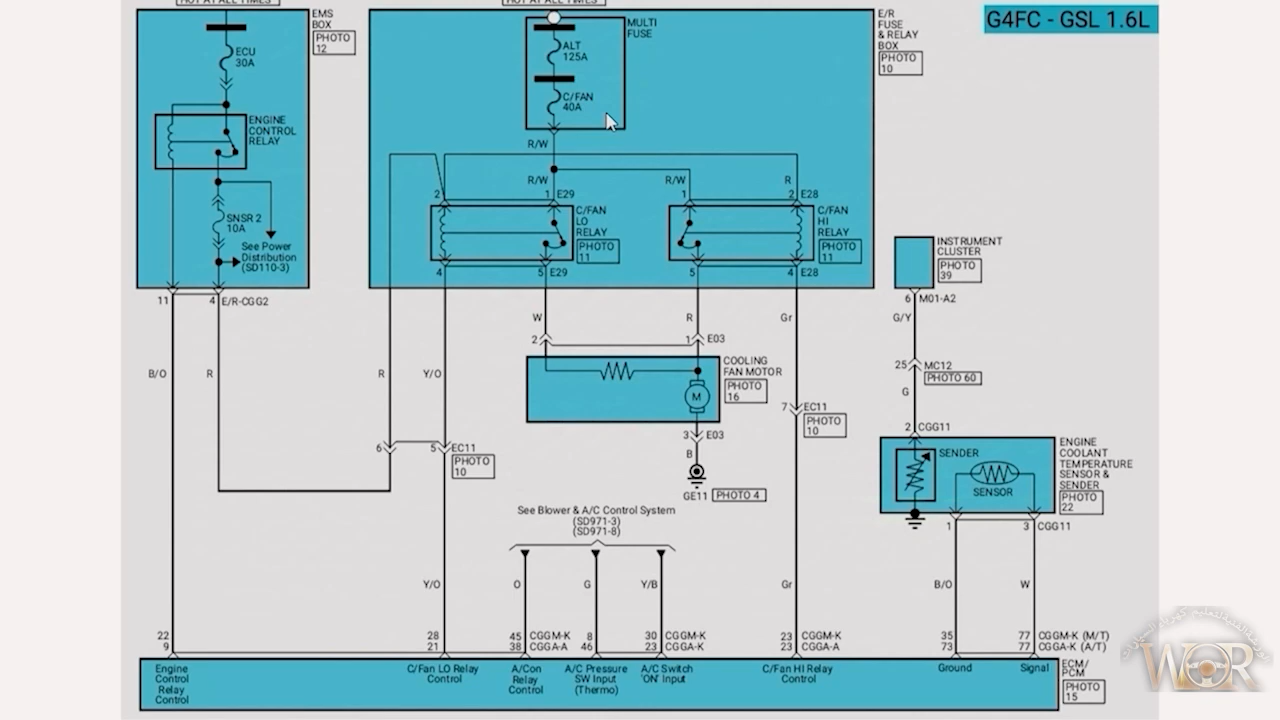 HOT AT ALL TIMES
HOT AT ALL TIMES
G4FC - GSL 1.6L
EMS
BOX
PHOTO
12
ECU
30A
ENGINE
CONTROL
RELAY
SNSR 2
10A
See Power
Distribution
(SD110-3)
11
4
E/R-CGG2
MULTI
FUSE
ALT
125A
C/FAN
40A
E/R
FUSE
& RELAY
BOX
PHOTO
10
R/W
R/W
R/W
R
2
1
E29
1
2
E28
C/FAN
LO
RELAY
PHOTO
11
C/FAN
HI
RELAY
PHOTO
11
4
5
E29
5
4
E28
INSTRUMENT
CLUSTER
PHOTO
39
6
M01-A2
G/Y
W
R
Gr
2
1
E03
COOLING
FAN MOTOR
PHOTO
16
M
3
E03
B
GE11
PHOTO 4
B/O
R
R
Y/O
25
MC12
PHOTO 60
G
7
EC11
PHOTO
10
6
5
EC11
PHOTO
10
2
CGG11
SENDER
SENSOR
ENGINE
COOLANT
TEMPERATURE
SENSOR &
SENDER
PHOTO
22
1
3
CGG11
See Blower & A/C Control System
(SD971-3)
(SD971-8)
Y/O
O
G
Y/B
Gr
B/O
W
22
28
45
CGGM-K
8
30
CGGM-K
23
CGGM-K
35
77
CGGM-K (M/T)
9
21
38
CGGA-A
46
23
CGGA-K
23
CGGA-A
73
77
CGGA-K (A/T)
Engine
Control
Relay
Control
C/Fan LO Relay
Control
A/Con
Relay
Control
A/C Pressure
SW Input
(Thermo)
A/C Switch
'ON' Input
C/Fan HI Relay
Control
Ground
Signal
ECM/
PCM
PHOTO
15
WOR